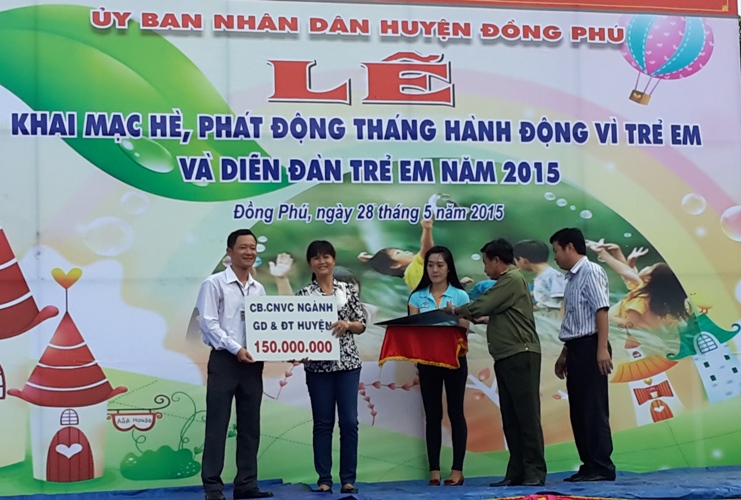 ỦY BAN NHÂN DÂN HUYỆN ĐỒNG PHÚ
LỄ
KHAI MẠC HÈ, PHÁT ĐỘNG THÁNG HÀNH ĐỘNG VÌ TRẺ EM
VÀ DIỄN ĐÀN TRẺ EM NĂM 2015
Đồng Phú, ngày 28 tháng 5 năm 2015
CB.CNVC NGÀNH
GD & ĐT HUYỆN
150.000.000